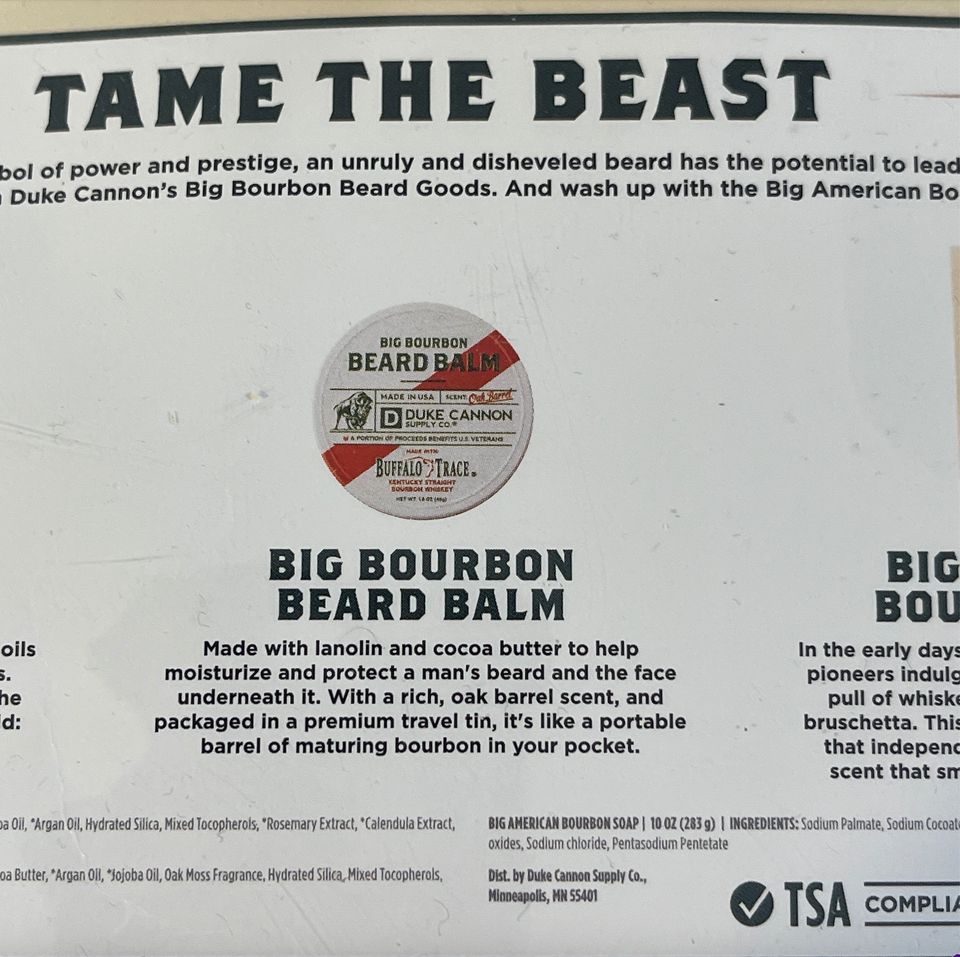 TAME THE BEAST
bol of power and prestige, an unruly and disheveled beard has the potential to lead
Duke Cannon's Big Bourbon Beard Goods. And wash up with the Big American Bo
BIG BOURBON
BEARD BALM
MADE IN USA
SCENT: Oak Barrel
D DUKE CANNON
SUPPLY CO.®
A PORTION OF PROCEEDS BENEFITS U.S. VETERANS
MADE WITH
BUFFALO TRACE®
KENTUCKY STRAIGHT
BOURBON WHISKEY
NET WT. 1.6 OZ (45g)
BIG BOURBON
BEARD BALM
Made with lanolin and cocoa butter to help
moisturize and protect a man's beard and the face
underneath it. With a rich, oak barrel scent, and
packaged in a premium travel tin, it's like a portable
barrel of maturing bourbon in your pocket.
oils
s.
he
d:
BIG
BOU
In the early days
pioneers indulg
pull of whiske
bruschetta. This
that independ
scent that sm
ba Oil, *Argan Oil, Hydrated Silica, Mixed Tocopherols, *Rosemary Extract, *Calendula Extract,
oa Butter, *Argan Oil, *Jojoba Oil, Oak Moss Fragrance, Hydrated Silica, Mixed Tocopherols,
BIG AMERICAN BOURBON SOAP | 10 OZ (283 g) | INGREDIENTS: Sodium Palmate, Sodium Cocoat
oxides, Sodium chloride, Pentasodium Pentetate
Dist. by Duke Cannon Supply Co.,
Minneapolis, MN 55401
TSA COMPLIA